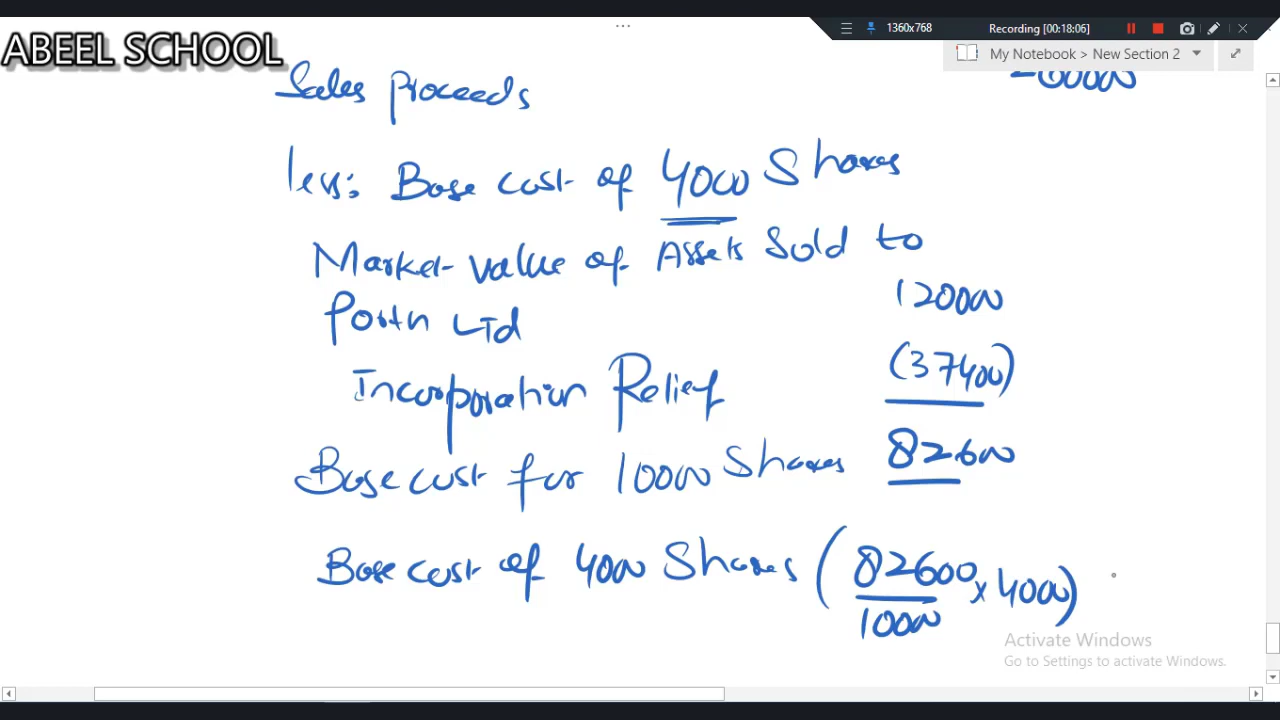 1360x768 Recording [00:18:06]
ABEEL SCHOOL
My Notebook > New Section 2
Sales proceeds
less: Base cost of 4000 Shares
Market value of Assets Sold to
Ltd 120000
Incorporation Relief (37400)
Base cost for 10000 Shares 82600
Base cost of 4000 Shares (82600
10000 x 4000)
Activate Windows
Go to Settings to activate Windows.